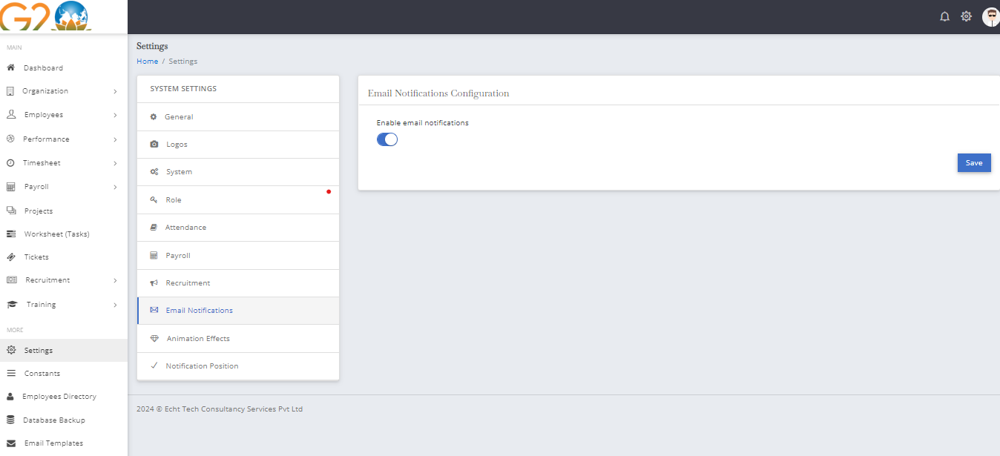 G20
MAIN
Dashboard
Organization
Employees
Performance
Timesheet
Payroll
Projects
Worksheet (Tasks)
Tickets
Recruitment
Training
MORE
Settings
Constants
Employees Directory
Database Backup
Email Templates
Settings
Home / Settings
SYSTEM SETTINGS
General
Logos
System
Role
Attendance
Payroll
Recruitment
Email Notifications
Animation Effects
Notification Position
Email Notifications Configuration
Enable email notifications
Save
2024 © Echt Tech Consultancy Services Pvt Ltd